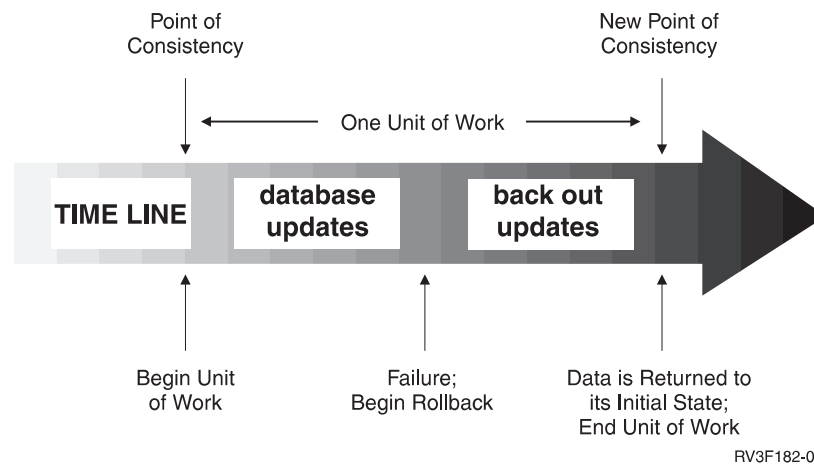 Point of
Consistency
New Point of
Consistency
One Unit of Work
TIME LINE
database
updates
back out
updates
Begin Unit
of Work
Failure;
Begin Rollback
Data is Returned to
its Initial State;
End Unit of Work
RV3F182-0